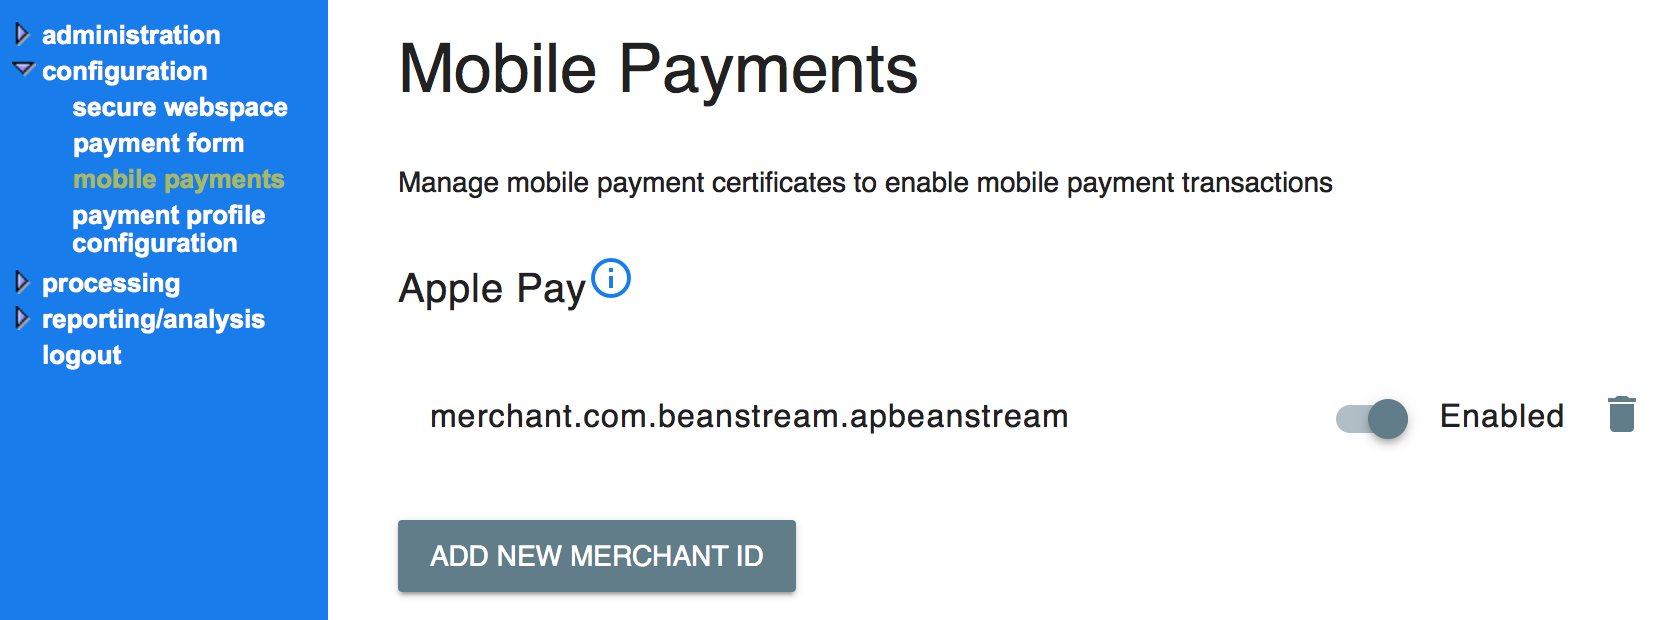 administration
configuration
secure webspace
payment form
mobile payments
payment profile
configuration
processing
reporting/analysis
logout
Mobile Payments
Manage mobile payment certificates to enable mobile payment transactions
Apple Pay
merchant.com.beanstream.apbeanstream
Enabled
ADD NEW MERCHANT ID